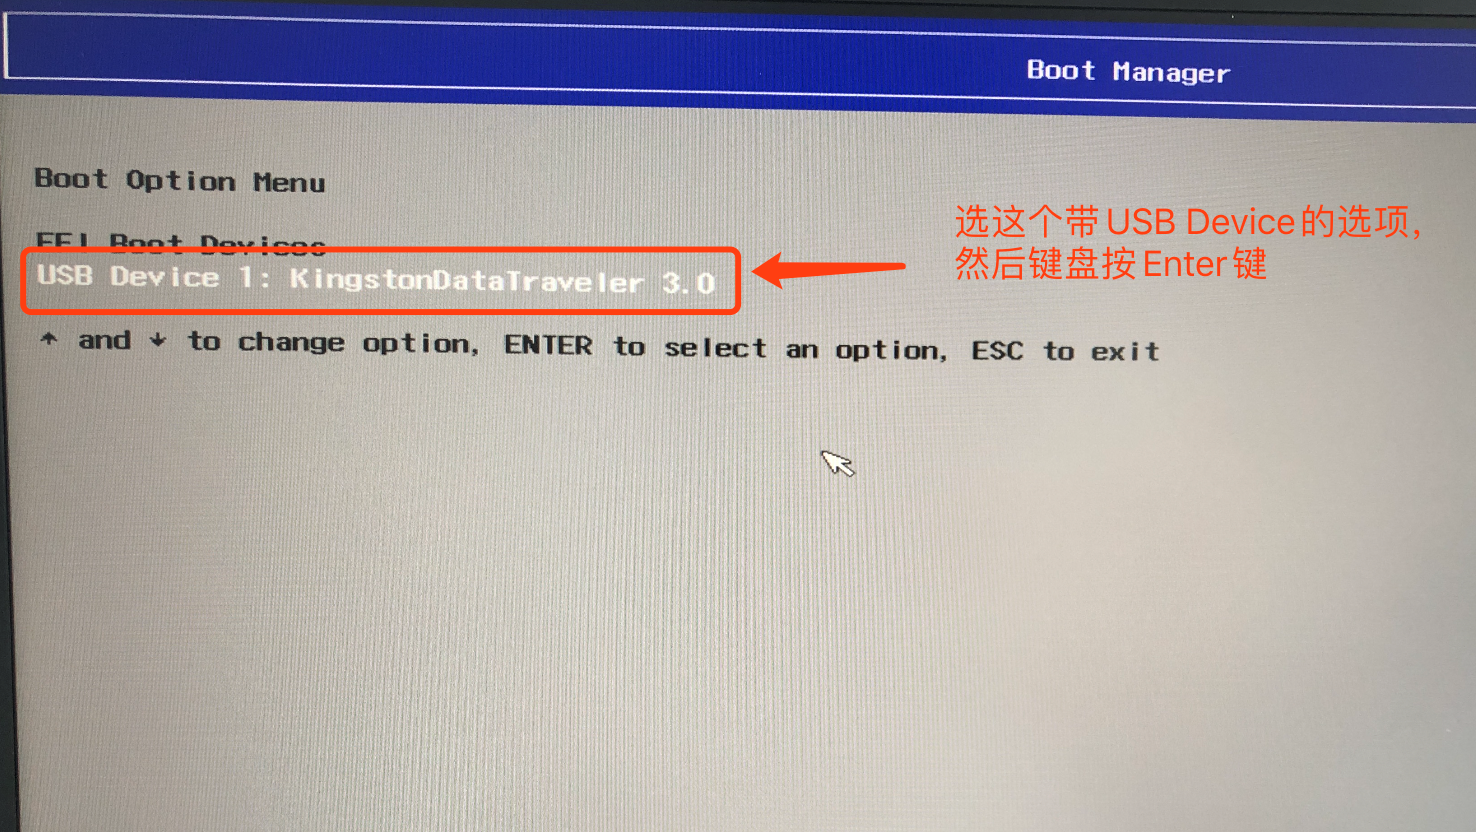 Boot Manager
Boot Option Menu
EFI Boot Devices
USB Device 1: KingstonDataTraveler 3.0
选这个带USB Device的选项，
然后键盘按Enter键
↑ and ↓ to change option, ENTER to select an option, ESC to exit